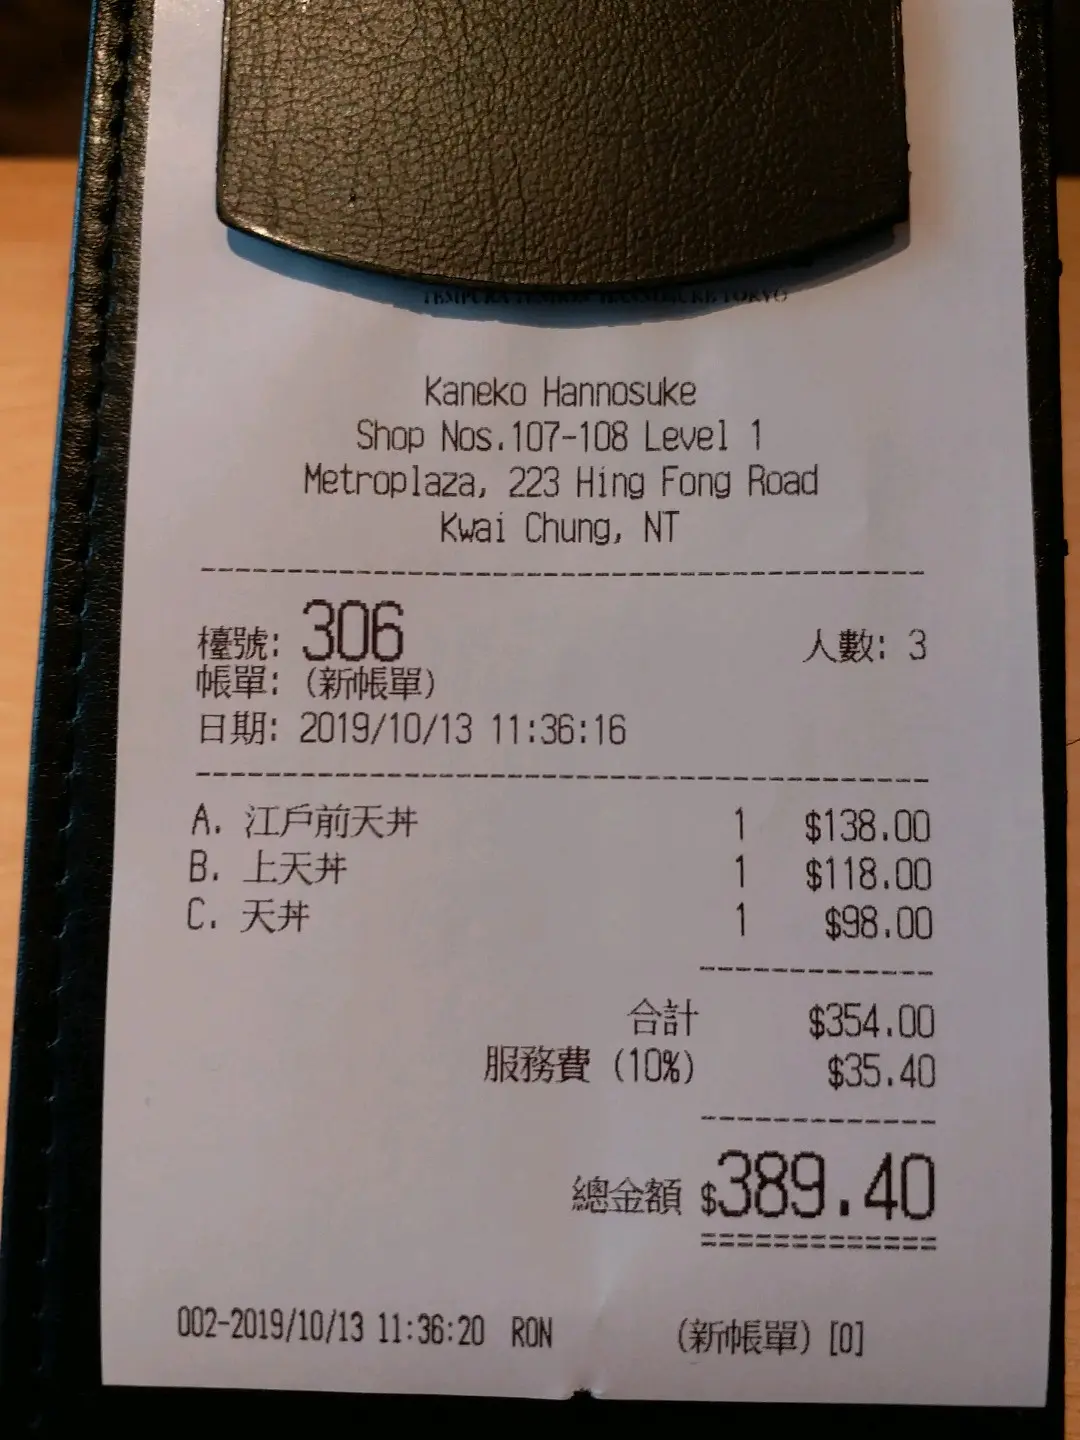 TEMPURA TENDON HANNOSUKE TOKYO
Kaneko Hannosuke
Shop Nos.107-108 Level 1
Metroplaza, 223 Hing Fong Road
Kwai Chung, NT
檯號: 306 人數: 3
帳單: (新帳單)
日期: 2019/10/13 11:36:16
A. 江戶前天丼 1 $138.00
B. 上天丼 1 $118.00
C. 天丼 1 $98.00
合計 $354.00
服務費 (10%) $35.40
總金額 $389.40
002-2019/10/13 11:36:20 RON (新帳單) [0]